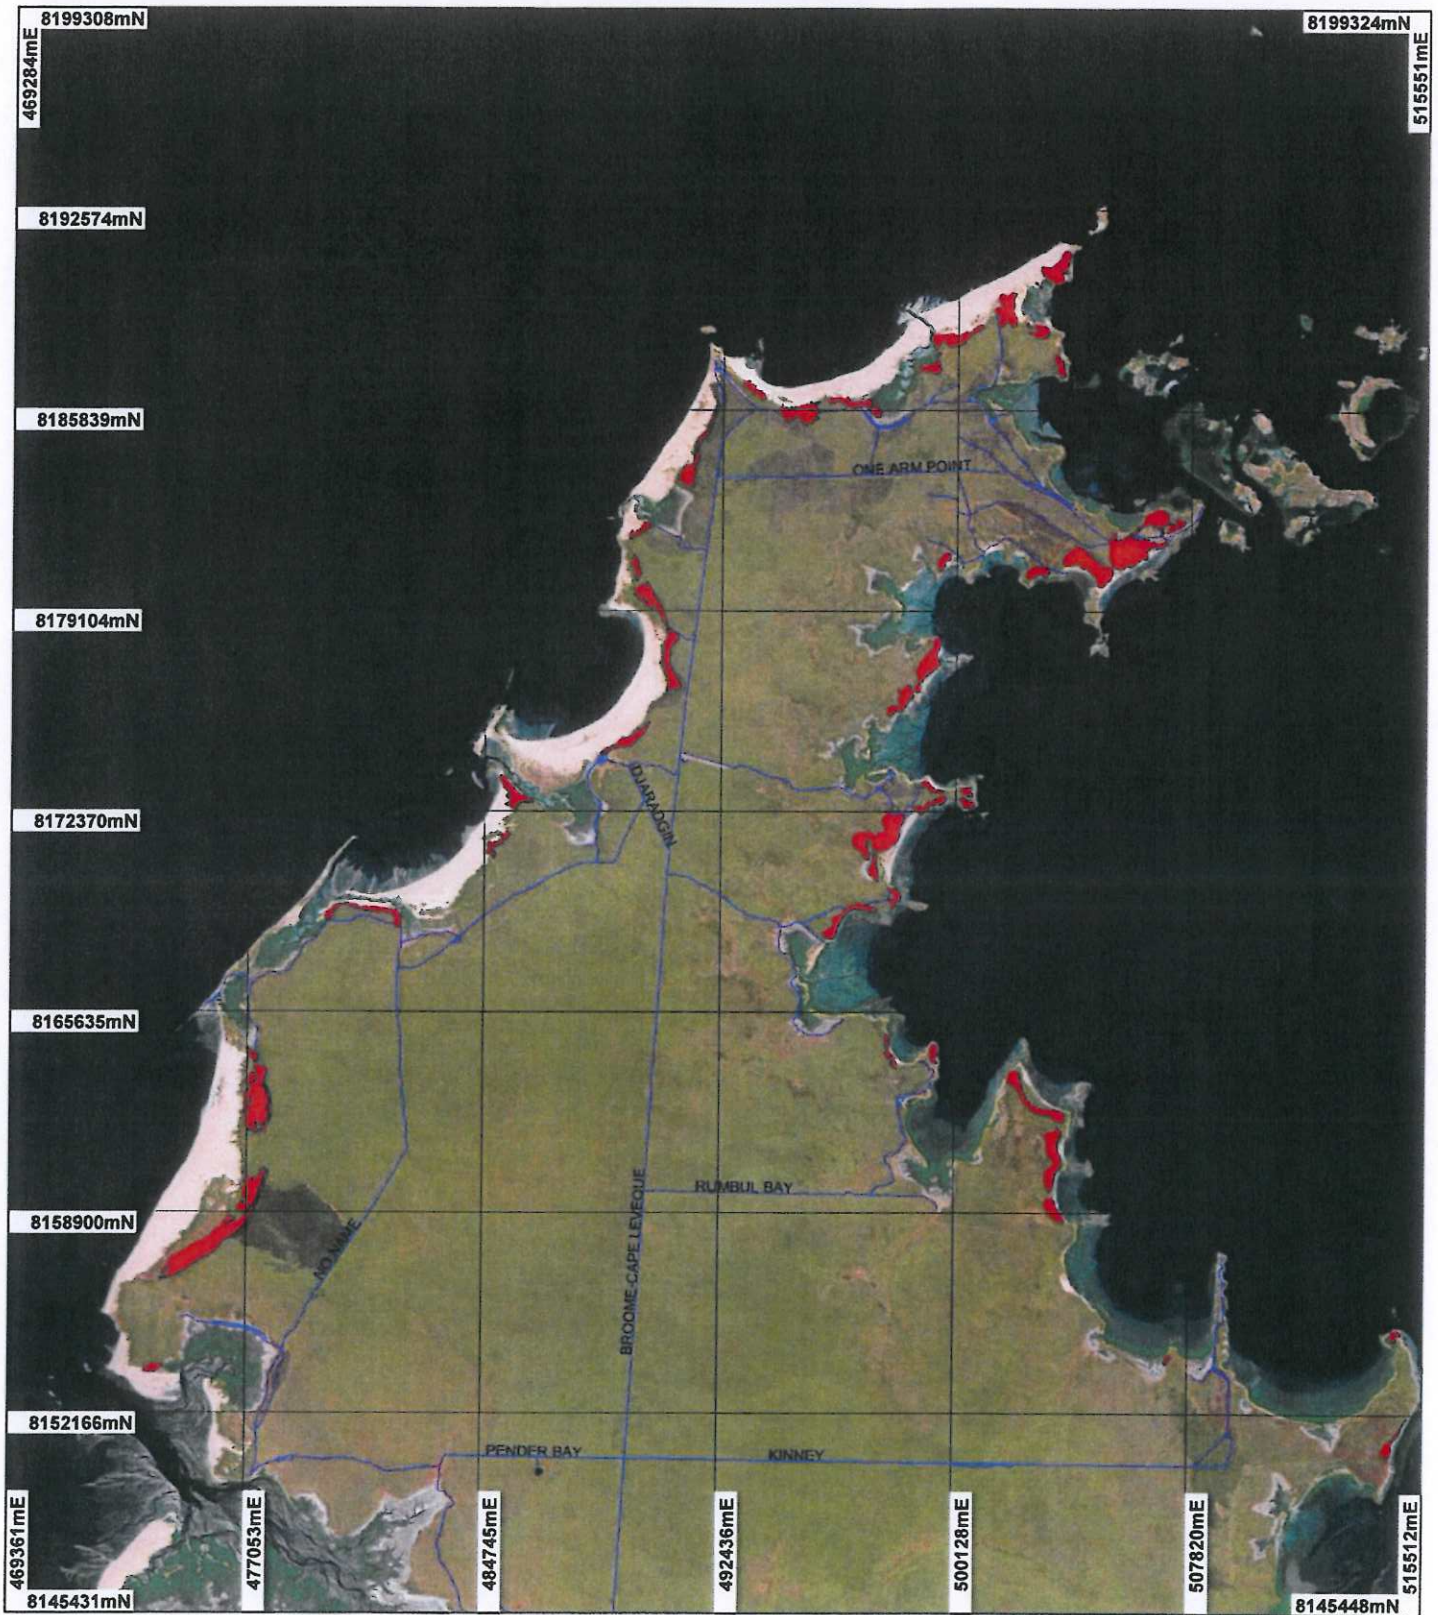 8199308mN
8199324mN
469284mE
515551mE
8192574mN
8185839mN
ONE ARM POINT
8179104mN
DJARADGIN
8172370mN
8165635mN
RUMBUL BAY
BROOME-CAPE LEVEQUE
8158900mN
NO NAME
8152166mN
PENDER BAY
KINNEY
469361mE
477053mE
484745mE
492436mE
500128mE
507820mE
515512mE
8145431mN
8145448mN